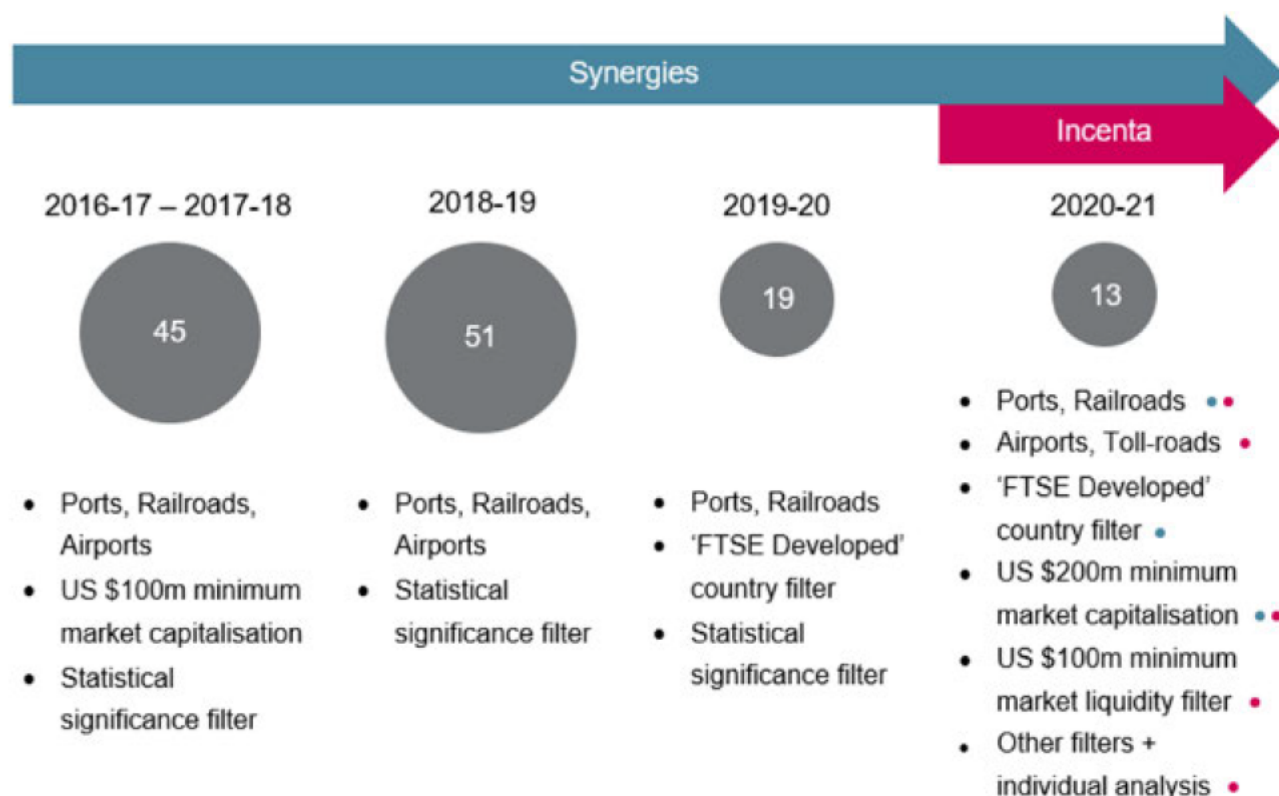 Synergies
Incenta
2016-17 – 2017-18
45
• Ports, Railroads,
Airports
• US $100m minimum
market capitalisation
• Statistical
significance filter
2018-19
51
• Ports, Railroads,
Airports
• Statistical
significance filter
2019-20
19
• Ports, Railroads
• 'FTSE Developed'
country filter
• Statistical
significance filter
2020-21
13
• Ports, Railroads
• Airports, Toll-roads
• 'FTSE Developed'
country filter
• US $200m minimum
market capitalisation
• US $100m minimum
market liquidity filter
• Other filters +
individual analysis